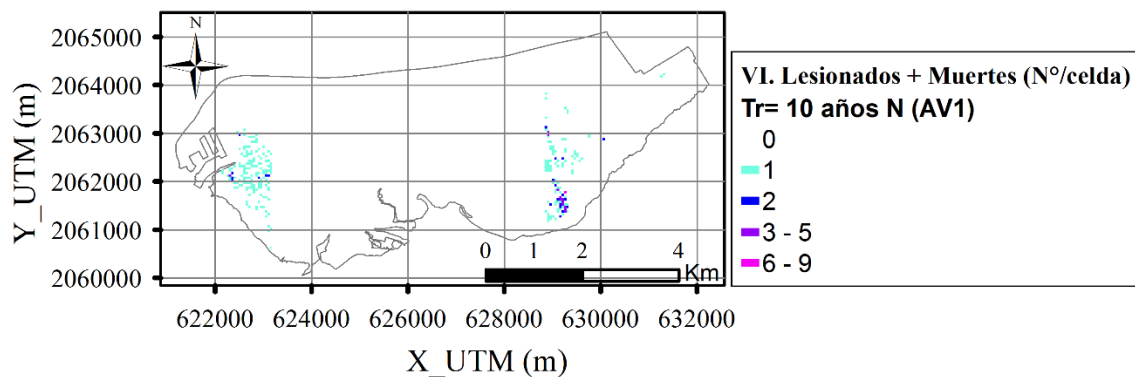 N
2065000
2064000
2063000
2062000
2061000
2060000
Y_UTM (m)
0 1 2 4
Km
622000 624000 626000 628000 630000 632000
X_UTM (m)
VI. Lesionados + Muertes (N°/celda)
Tr= 10 años N (AV1)
0
1
2
3 - 5
6 - 9